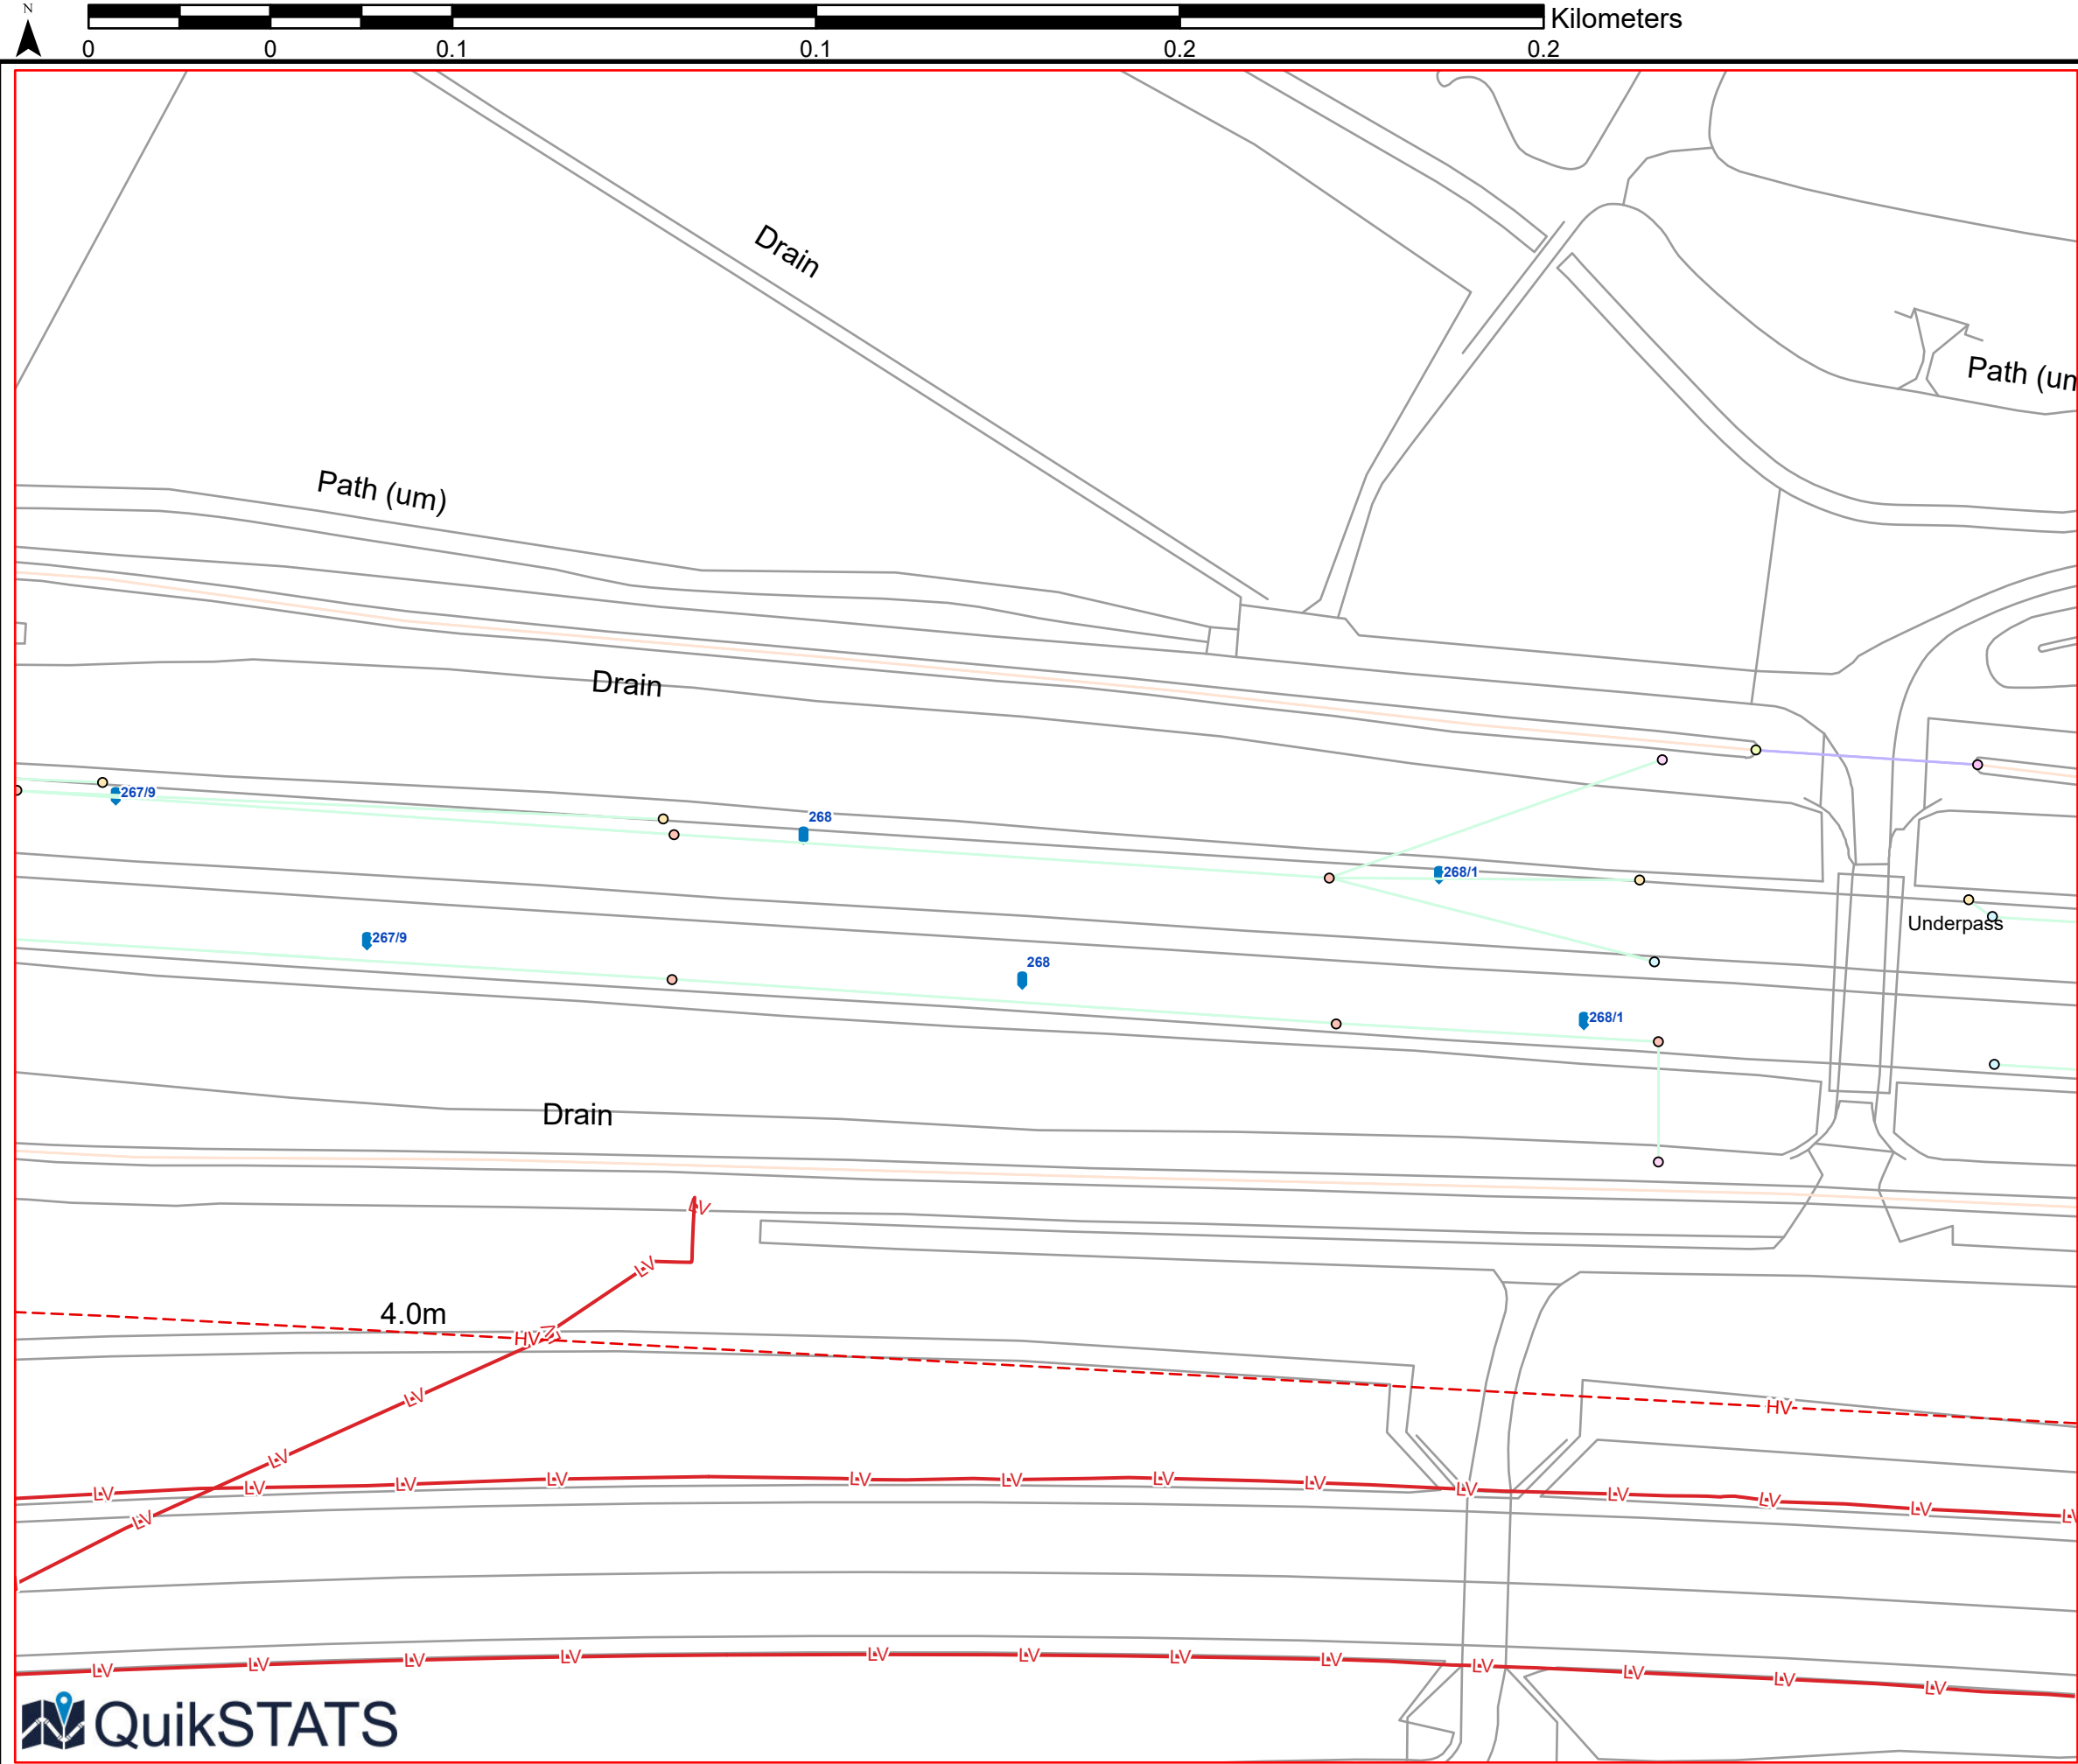 N
Kilometers
0 0 0.1 0.1 0.2 0.2
Drain
Path (um
Path (um)
Drain
267/9
268
268/1
Underpass
267/9
268
268/1
Drain
LV
LV
4.0m
HV LV
LV
HV
LV
LV LV LV LV LV LV LV LV LV LV LV LV LV LV
LV
LV LV LV LV LV LV LV LV LV LV LV LV LV
QuikSTATS